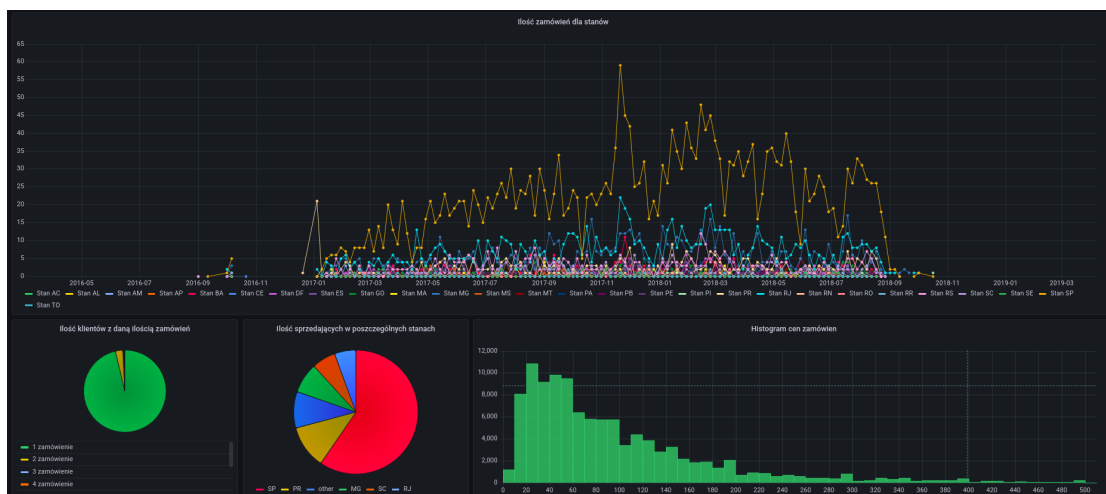 Ilość zamówień dla stanów
65
60
55
50
45
40
35
30
25
20
15
10
5
0
2016-05 2016-07 2016-09 2016-11 2017-01 2017-03 2017-05 2017-07 2017-09 2017-11 2018-01 2018-03 2018-05 2018-07 2018-09 2018-11 2019-01 2019-03
Stan AC Stan AL Stan AM Stan AP Stan BA Stan CE Stan DF Stan ES Stan GO Stan MA Stan MG Stan MS Stan MT Stan PA Stan PB Stan PE Stan PI Stan PR Stan RJ Stan RN Stan RO Stan RR Stan RS Stan SC Stan SE Stan SP
Stan TO
Ilość klientów z daną ilością zamówień
1 zamówienie
2 zamówienie
3 zamówienie
4 zamówienie
Ilość sprzedających w poszczególnych stanach
SP PR other MG SC RJ
Histogram cen zamówien
12,000
10,000
8,000
6,000
4,000
2,000
0
0 20 40 60 80 100 120 140 160 180 200 220 240 260 280 300 320 340 360 380 400 420 440 460 480 500